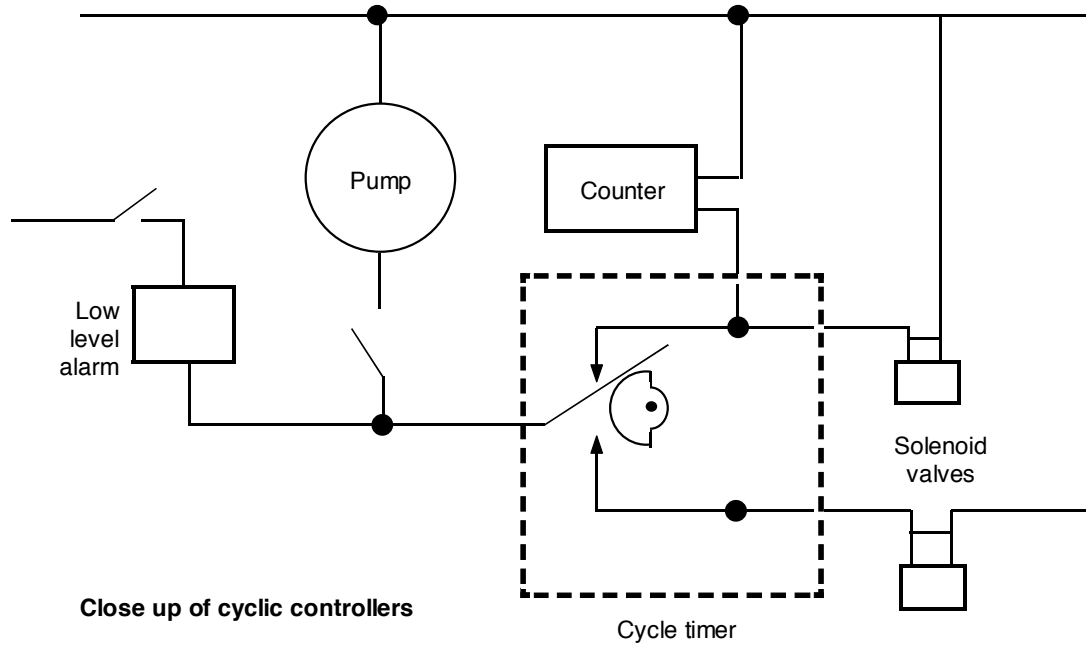 Pump
Counter
Low
level
alarm
Solenoid
valves
Close up of cyclic controllers
Cycle timer